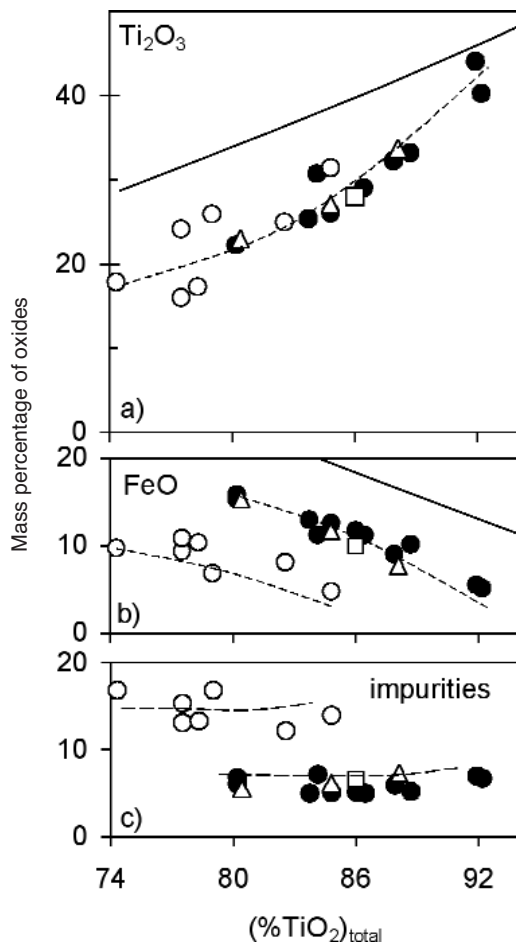 Ti₂O₃
40
20
0
a)
Mass percentage of oxides
20
FeO
10
0
b)
20
impurities
10
0
c)
74 80 86 92
(%TiO₂)total